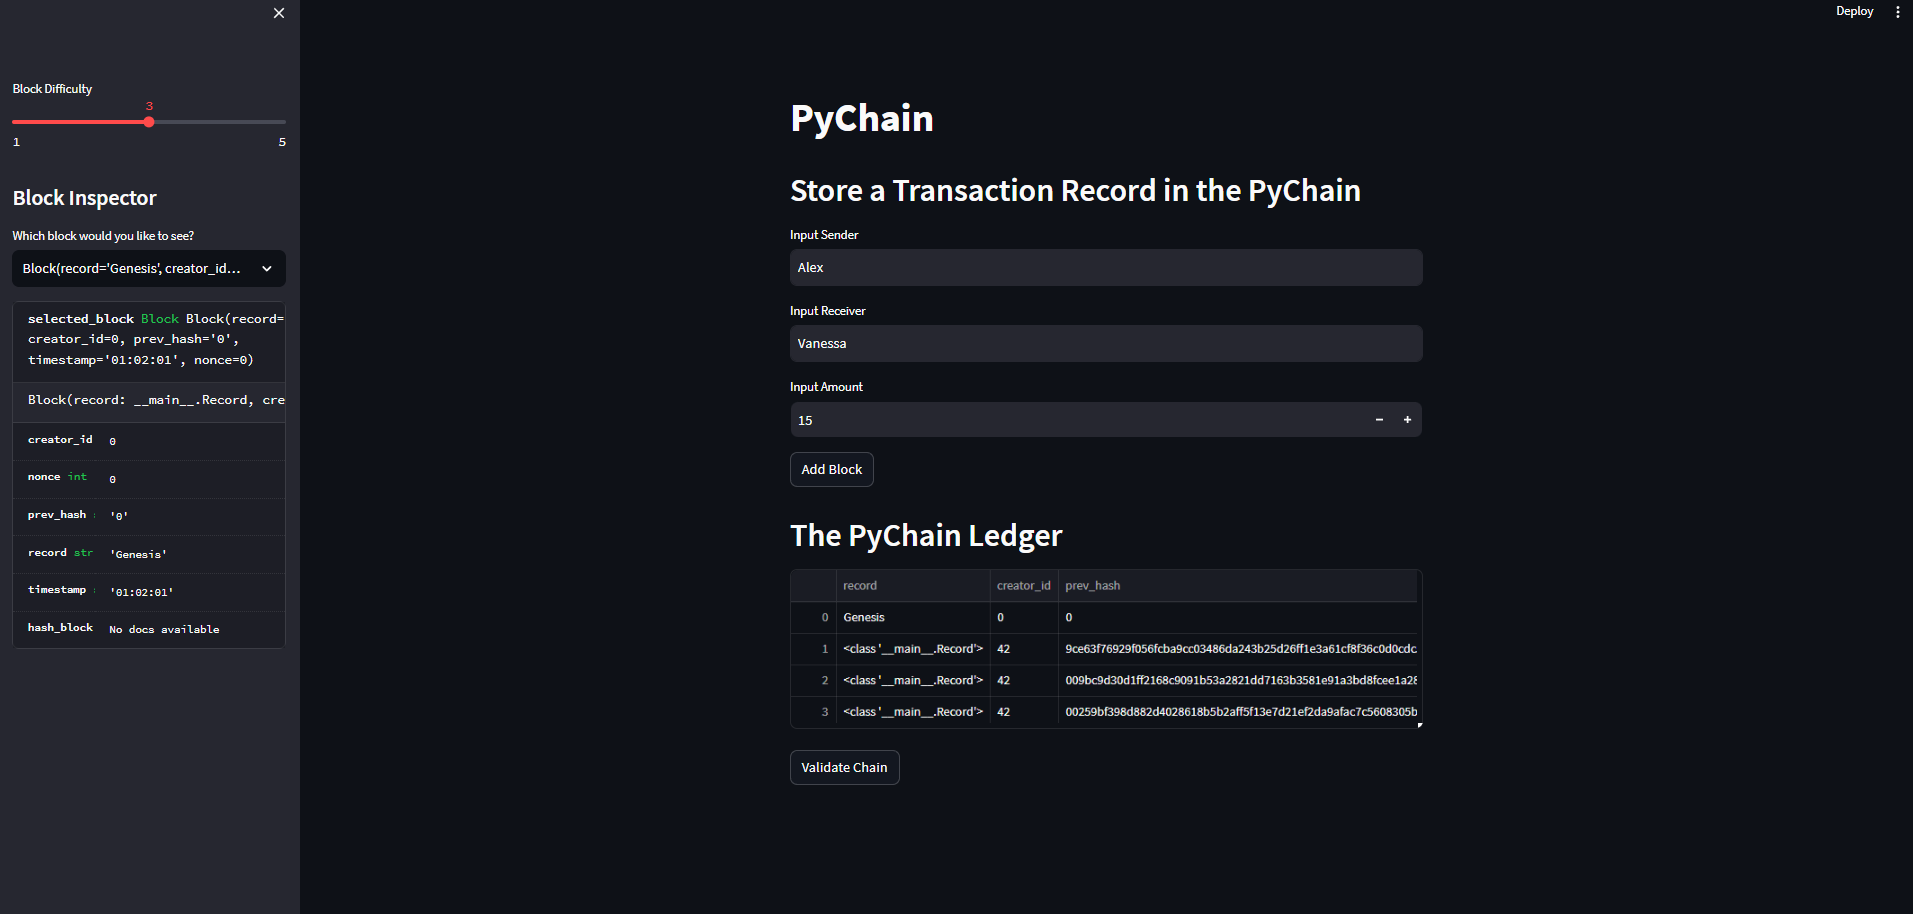 Deploy
Block Difficulty
3
1 5
Block Inspector
Which block would you like to see?
Block(record='Genesis', creator_id...
selected_block Block Block(record=
creator_id=0, prev_hash='0',
timestamp='01:02:01', nonce=0)
Block(record: __main__.Record, cre
creator_id 0
nonce int 0
prev_hash '0'
record str 'Genesis'
timestamp '01:02:01'
hash_block No docs available
PyChain
Store a Transaction Record in the PyChain
Input Sender
Alex
Input Receiver
Vanessa
Input Amount
15
Add Block
The PyChain Ledger
record creator_id prev_hash
0 Genesis 0 0
1 <class '__main__.Record'> 42 9ce63f76929f056fcba9cc03486da243b25d26ff1e3a61cf8f36c0d0cdc
2 <class '__main__.Record'> 42 009bc9d30d1ff2168c9091b53a2821dd7163b3581e91a3bd8fcee1a28
3 <class '__main__.Record'> 42 00259bf398d882d4028618b5b2aff5f13e7d21ef2da9afac7c5608305b
Validate Chain